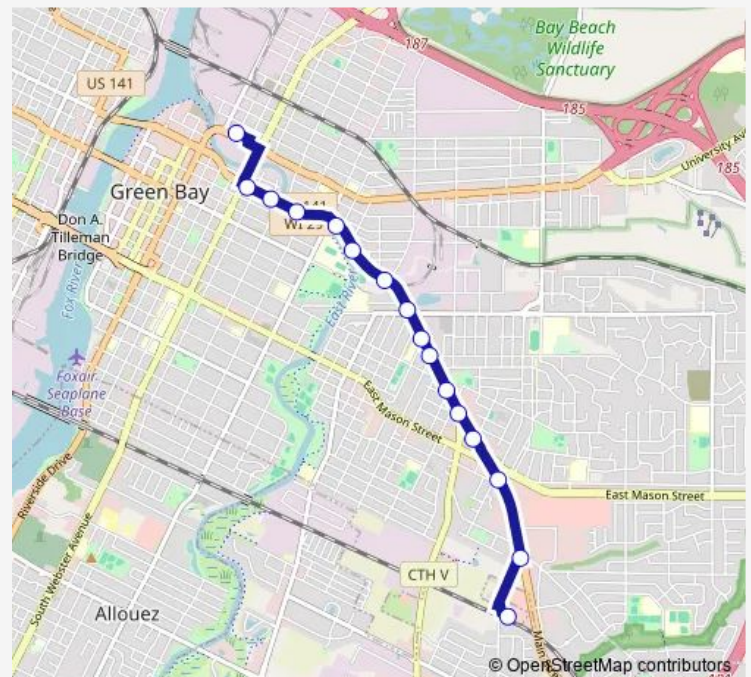 Bay Beach
Wildlife
Sanctuary
187
US 141
185
University Av
185
Green Bay
141
WI 29
Don A.
Tilleman
Bridge
Fox River
East River
Foxair
Seaplane
Base
East Mason Street
Riverside Drive
East Mason Street
South Webster Avenue
CTH V
Allouez
Main
© OpenStreetMap contributors